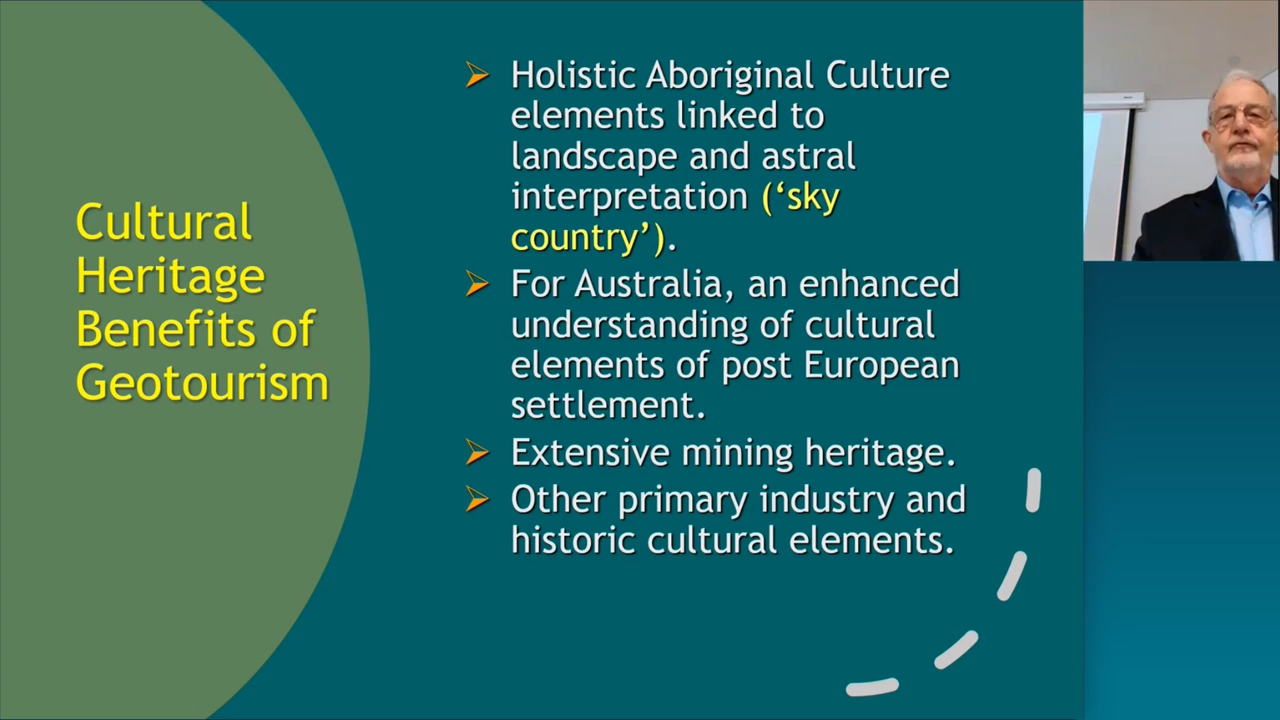 Cultural
Heritage
Benefits of
Geotourism
Holistic Aboriginal Culture
elements linked to
landscape and astral
interpretation (‘sky
country’).
For Australia, an enhanced
understanding of cultural
elements of post European
settlement.
Extensive mining heritage.
Other primary industry and
historic cultural elements.